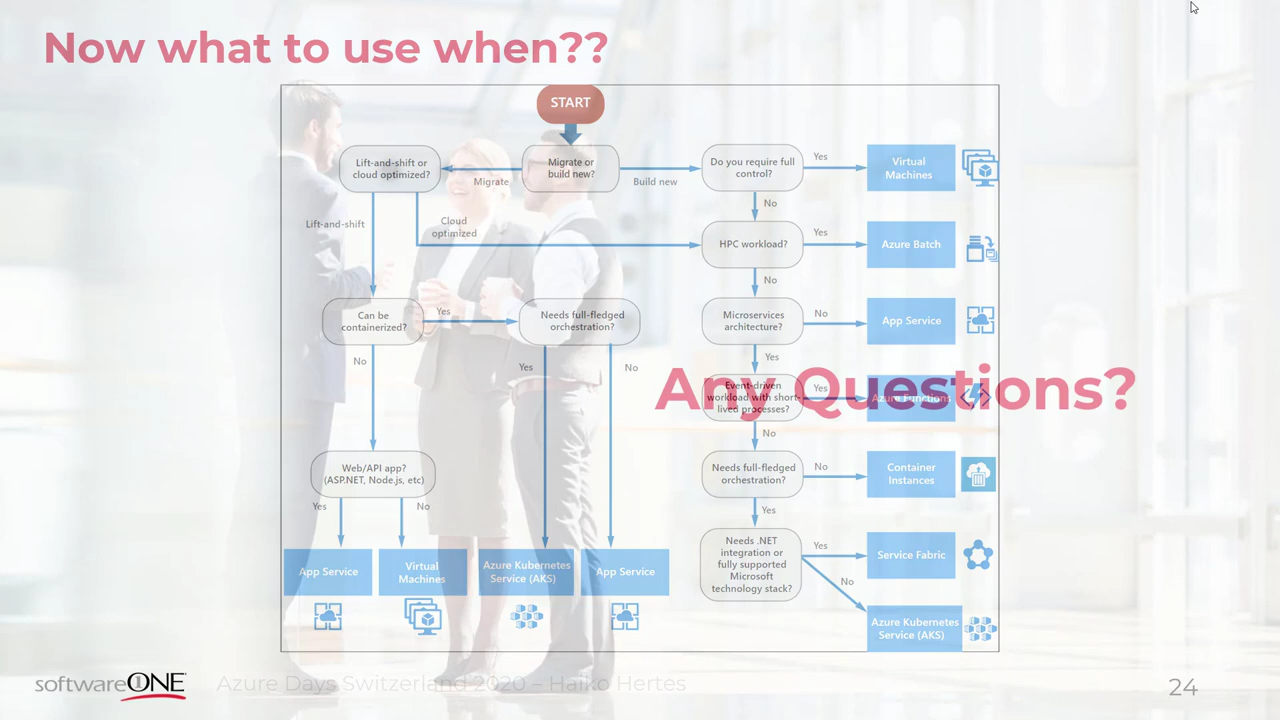 Now what to use when??
START
Lift-and-shift or
cloud optimized?
Migrate
Migrate or
build new?
Build new
Do you require full
control?
Yes
Virtual
Machines
No
Lift-and-shift
Cloud
optimized
HPC workload?
Yes
Azure Batch
No
Can be
containerized?
Yes
Needs full-fledged
orchestration?
Microservices
architecture?
No
App Service
No
Yes
No
Yes
Any Questions?
Event-driven
workload with short-
lived processes?
Yes
Azure Functions
No
Web/API app?
(ASP.NET, Node.js, etc)
Needs full-fledged
orchestration?
No
Container
Instances
Yes
No
Yes
Needs .NET
integration or
fully supported
Microsoft
technology stack?
Yes
Service Fabric
No
App Service
Virtual
Machines
Azure Kubernetes
Service (AKS)
App Service
Azure Kubernetes
Service (AKS)
softwareONE
Azure Days Switzerland 2020 – Haiko Hertes
24